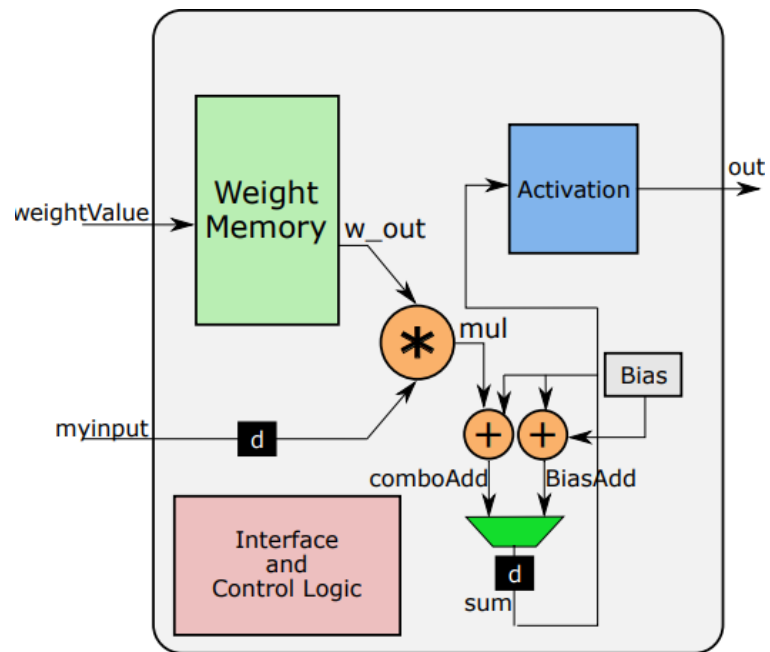 Weight
Memory
Activation
out
weightValue
w_out
*
mul
Bias
myinput
d
+
+
comboAdd
BiasAdd
Interface
and
Control Logic
d
sum